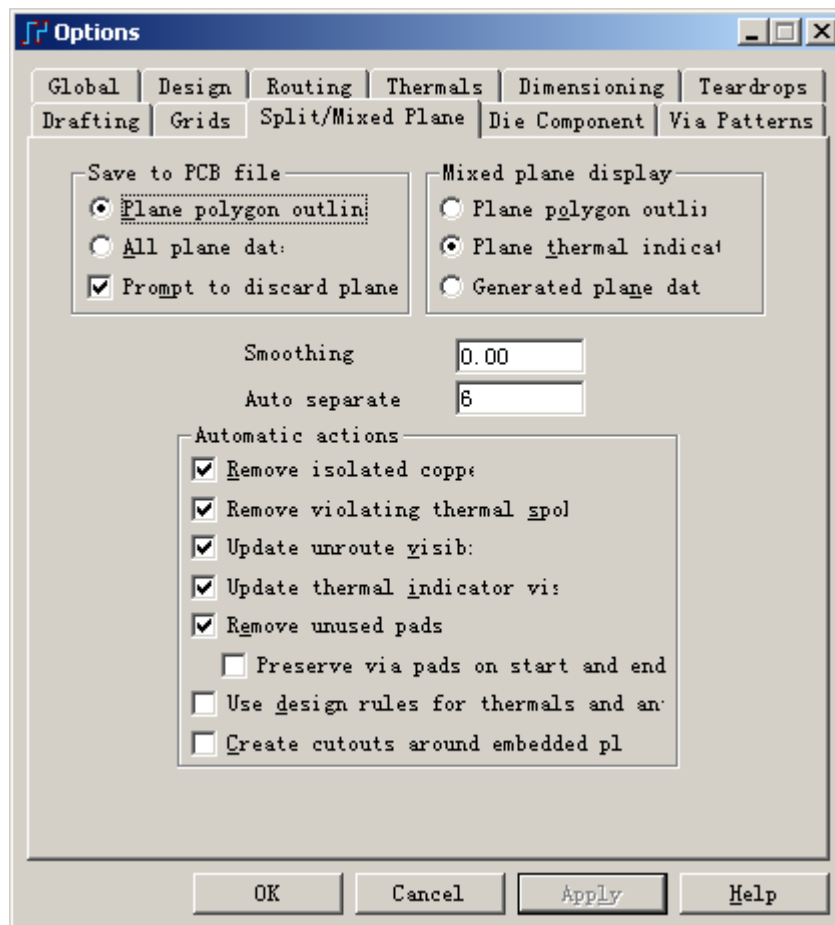 Options
Global Design Routing Thermals Dimensioning Teardrops
Drafting Grids Split/Mixed Plane Die Component Via Patterns
Save to PCB file
Plane polygon outlin
All plane dat
Prompt to discard plane
Mixed plane display
Plane polygon outlin
Plane thermal indicat
Generated plane dat
Smoothing 0.00
Auto separate 6
Automatic actions
Remove isolated coppe
Remove violating thermal spo
Update unroute visib
Update thermal indicator vis
Remove unused pads
Preserve via pads on start and end
Use design rules for thermals and an
Create cutouts around embedded pl
OK Cancel Apply Help